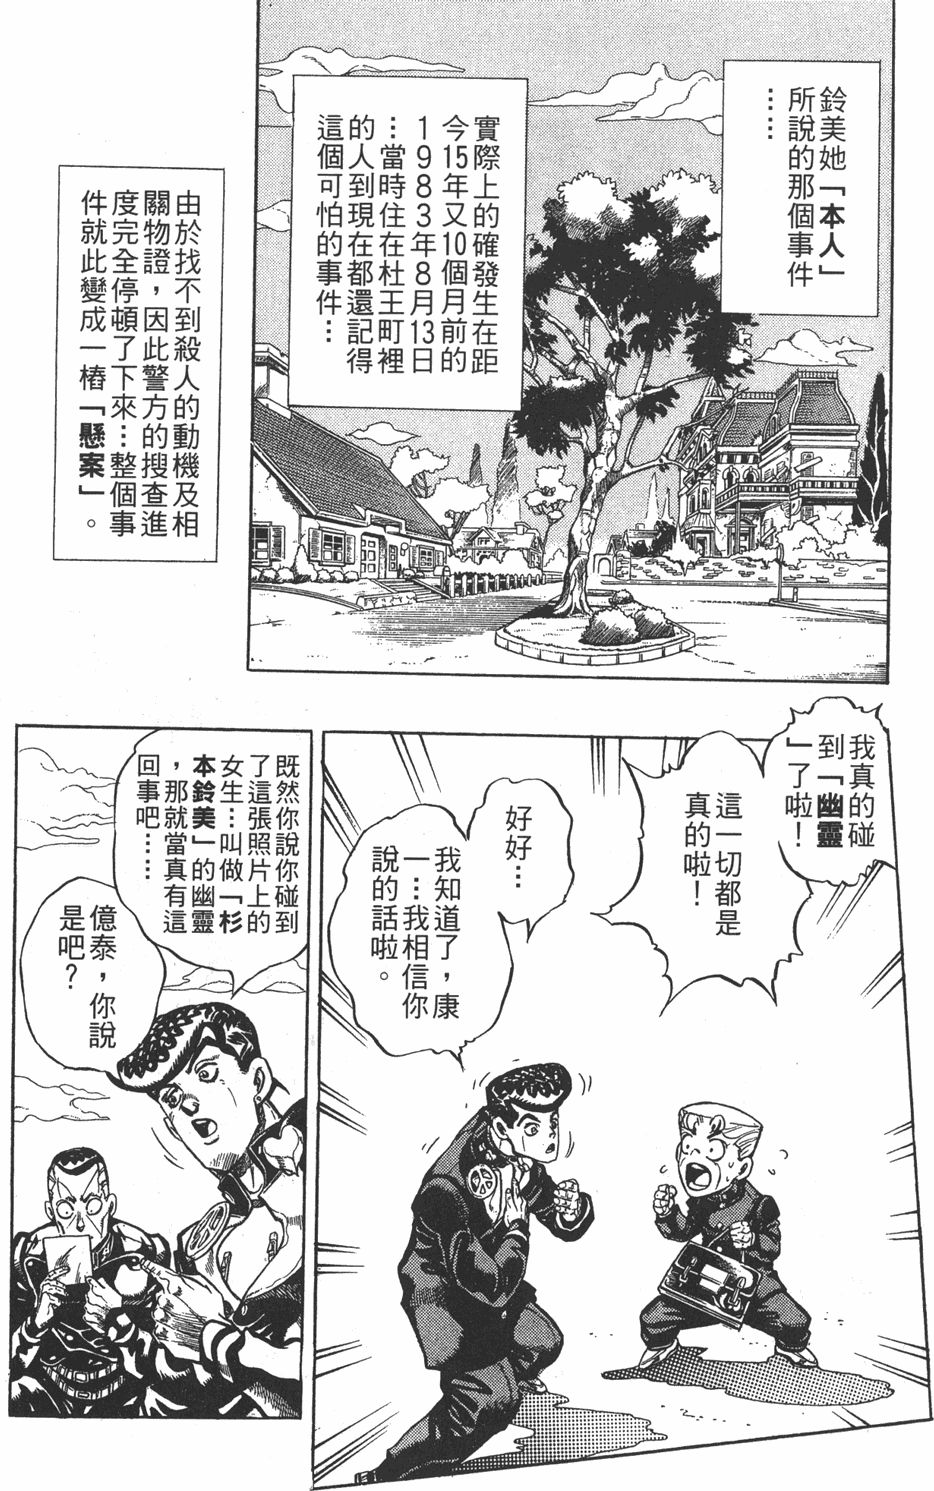 鈴美她「本人」
所說的那個事件
……
實際上的確發生在距
今15年又10個月前的
1983年8月13日
…當時住在杜王町裡
的人到現在都還記得
這個可怕的事件…
由於找不到殺人的動機及相
關物證，因此警方的搜查進
度完全停頓了下來…整個事
件就此變成一樁「懸案」。
我真的碰
到「幽靈
」了啦！
這一切都是
真的啦！
好好…
我知道了，康
一…我相信你
說的話啦。
既然你說你碰到
了這張照片上的
女生…叫做「杉
本鈴美」的幽靈
，那就當真有這
回事吧……
億泰，你說
是吧？